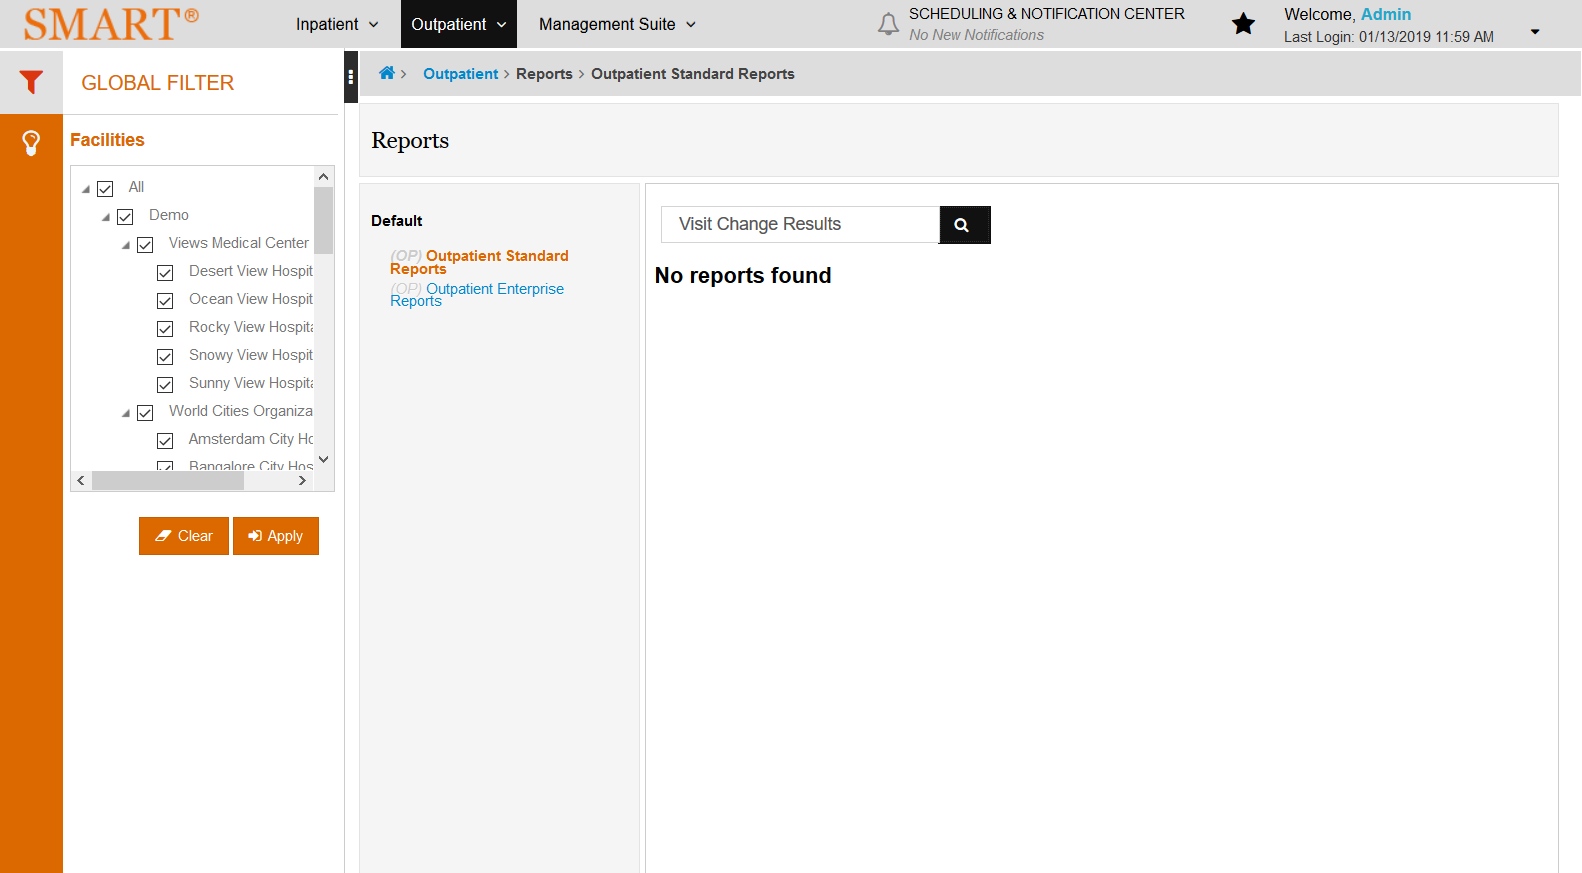 SMART®
Inpatient
Outpatient
Management Suite
SCHEDULING & NOTIFICATION CENTER
No New Notifications
Welcome, Admin
Last Login: 01/13/2019 11:59 AM
GLOBAL FILTER
Outpatient > Reports > Outpatient Standard Reports
Facilities
All
Demo
Views Medical Center
Desert View Hospit
Ocean View Hospit
Rocky View Hospita
Snowy View Hospit
Sunny View Hospita
World Cities Organiza
Amsterdam City Ho
Bangalore City Hos
Clear
Apply
Reports
Default
(OP) Outpatient Standard
Reports
(OP) Outpatient Enterprise
Reports
Visit Change Results
No reports found